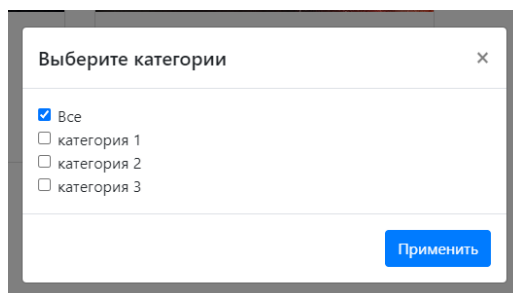 Выберите категории ×
Все
категория 1
категория 2
категория 3
Применить